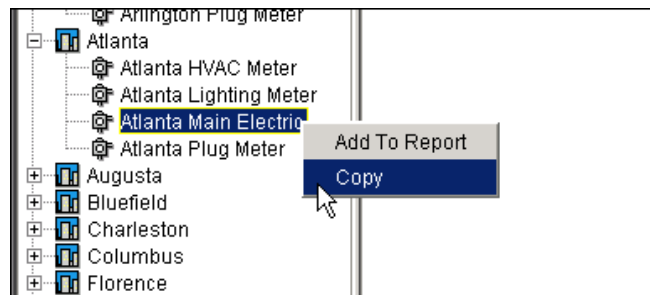 Arlington Plug Meter
Atlanta
Atlanta HVAC Meter
Atlanta Lighting Meter
Atlanta Main Electric
Atlanta Plug Meter
Add To Report
Copy
Augusta
Bluefield
Charleston
Columbus
Florence